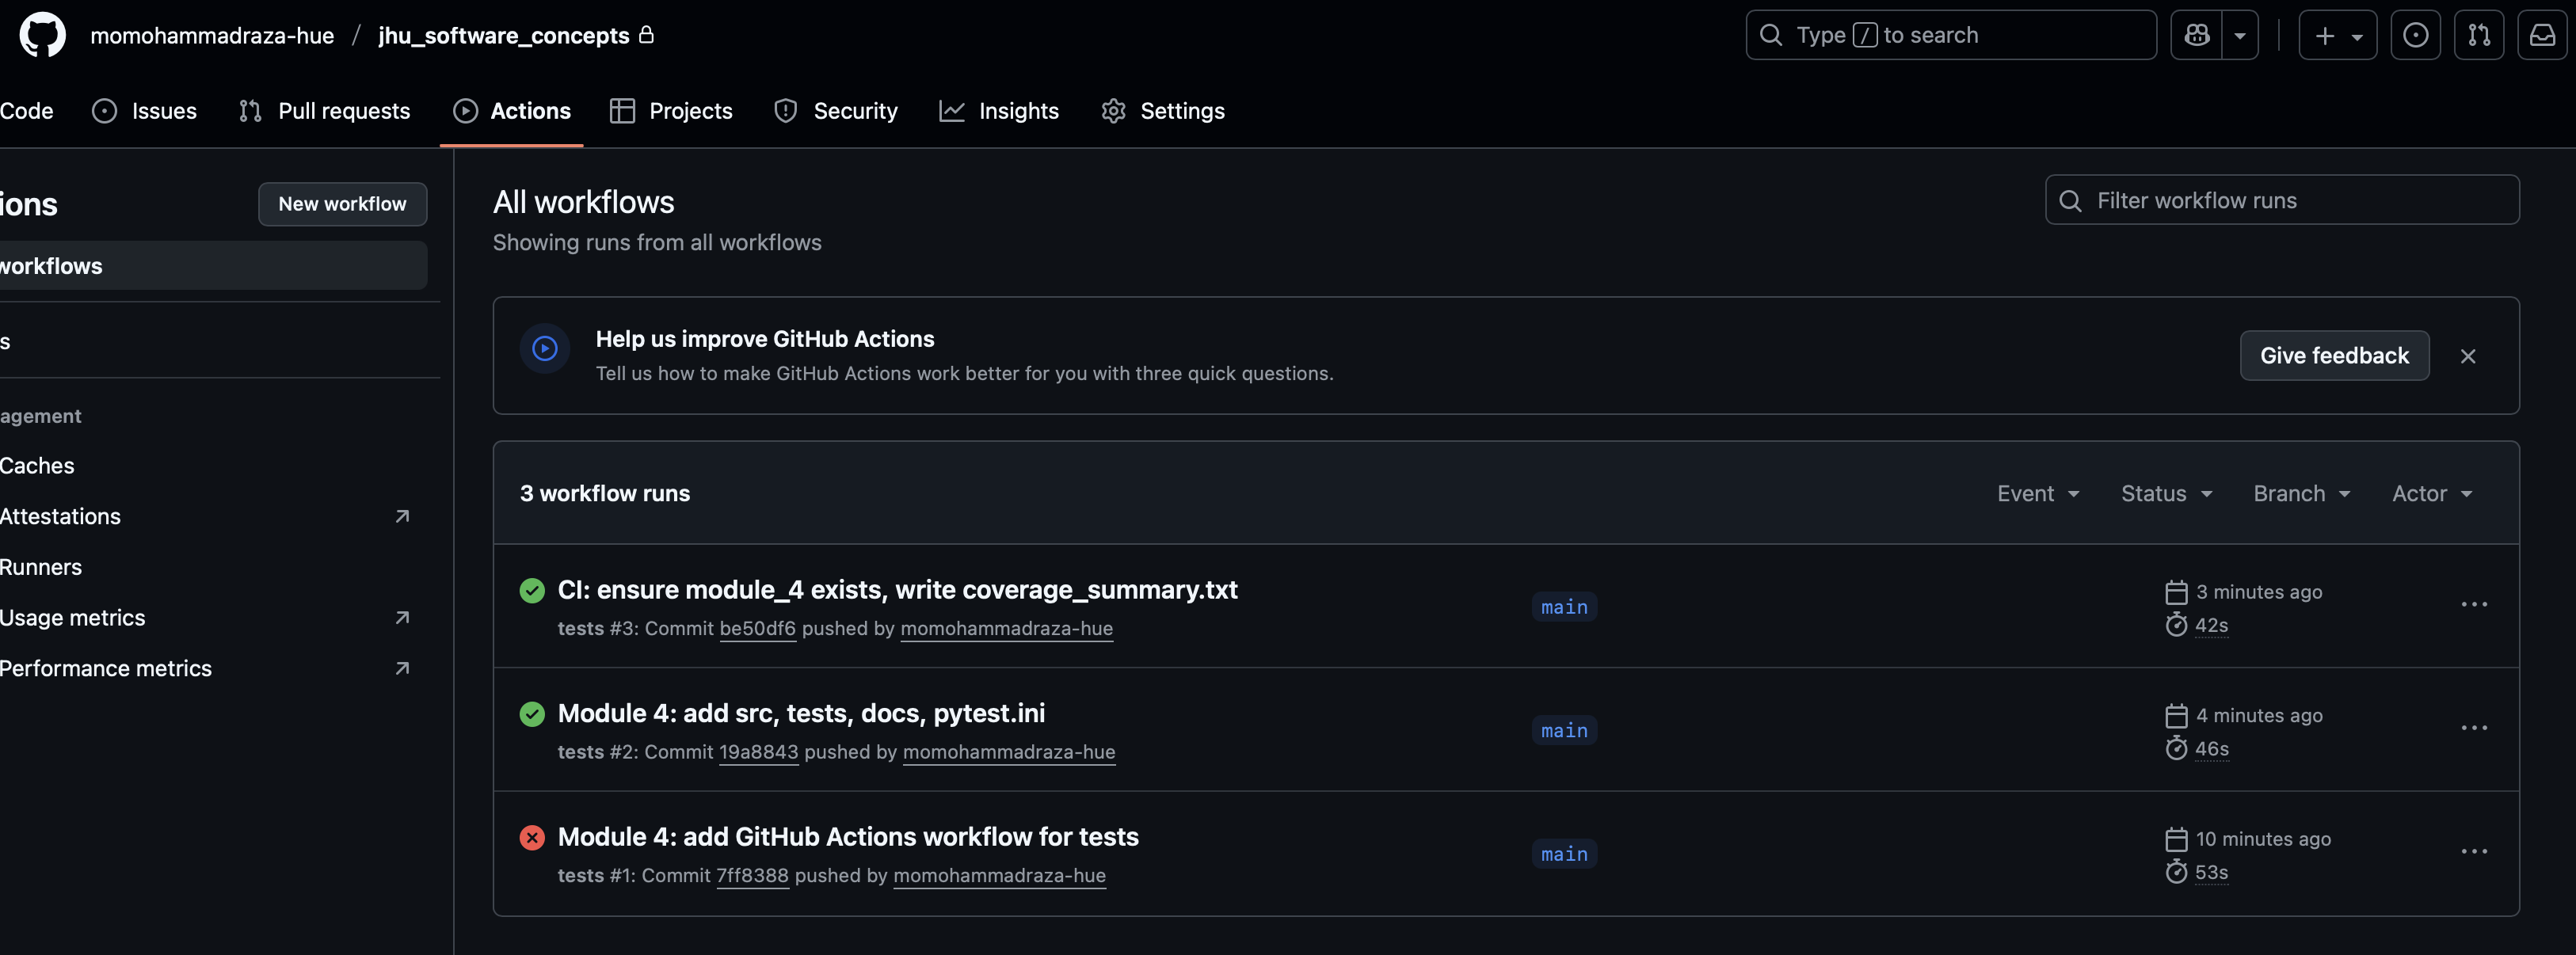 momohammadraza-hue / jhu_software_concepts
Type / to search
Code Issues Pull requests Actions Projects Security Insights Settings
ions
New workflow
workflows
s
agement
Caches
Attestations
Runners
Usage metrics
Performance metrics
All workflows
Showing runs from all workflows
Filter workflow runs
Help us improve GitHub Actions
Tell us how to make GitHub Actions work better for you with three quick questions.
Give feedback
3 workflow runs
Event Status Branch Actor
CI: ensure module_4 exists, write coverage_summary.txt
tests #3: Commit be50df6 pushed by momohammadraza-hue
main
3 minutes ago
42s
Module 4: add src, tests, docs, pytest.ini
tests #2: Commit 19a8843 pushed by momohammadraza-hue
main
4 minutes ago
46s
Module 4: add GitHub Actions workflow for tests
tests #1: Commit 7ff8388 pushed by momohammadraza-hue
main
10 minutes ago
53s